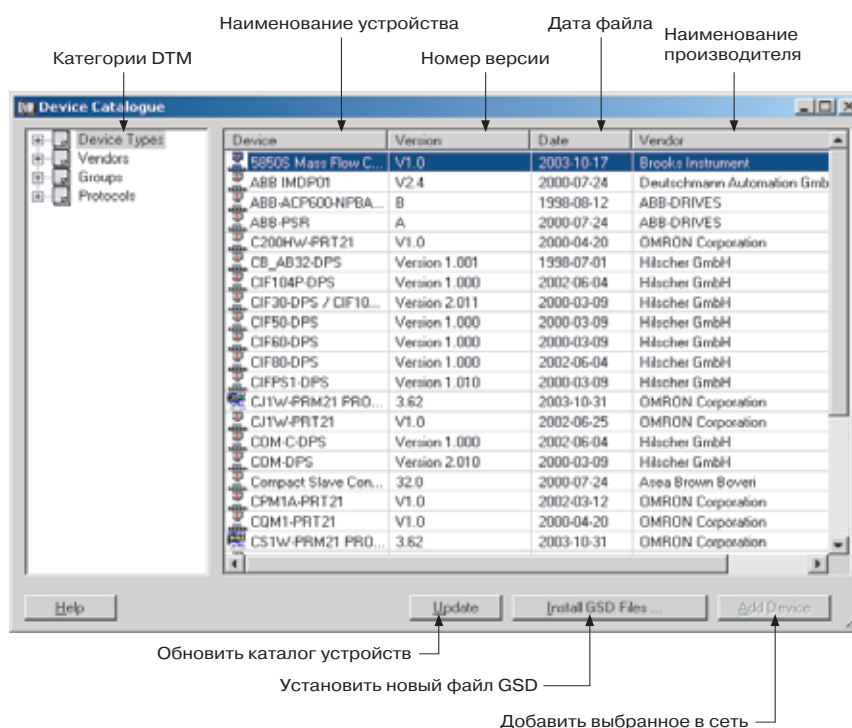 Наименование устройства
Дата файла
Наименование производителя
Категории DTM
Номер версии
Device Catalogue
Device Types
Vendors
Groups
Protocols
Device Version Date Vendor
5850S Mass Flow C... V1.0 2003-10-17 Brooks Instrument
ABB IMDP01 V2.4 2000-07-24 Deutschmann Automation Gmb
ABB-ACP600-NPBA... B 1998-08-12 ABB-DRIVES
ABB-PSR A 2000-07-24 ABB-DRIVES
C200HW-PRT21 V1.0 2000-04-20 OMRON Corporation
CB_AB32-DPS Version 1.001 1998-07-01 Hilscher GmbH
CIF104P-DPS Version 1.000 2002-06-04 Hilscher GmbH
CIF30-DPS / CIF10... Version 2.011 2000-03-09 Hilscher GmbH
CIF50-DPS Version 1.000 2000-03-09 Hilscher GmbH
CIF60-DPS Version 1.000 2000-03-09 Hilscher GmbH
CIF80-DPS Version 1.000 2002-06-04 Hilscher GmbH
CIFPS1-DPS Version 1.010 2000-03-09 Hilscher GmbH
CJ1W-PRM21 PRO... 3.62 2003-10-31 OMRON Corporation
CJ1W-PRT21 V1.0 2002-06-25 OMRON Corporation
COM-C-DPS Version 1.000 2002-06-04 Hilscher GmbH
COM-DPS Version 2.010 2000-03-09 Hilscher GmbH
Compact Slave Con... 32.0 2000-07-24 Asea Brown Boveri
CPM1A-PRT21 V1.0 2002-03-12 OMRON Corporation
CQM1-PRT21 V1.0 2000-04-20 OMRON Corporation
CS1W-PRM21 PRO... 3.62 2003-10-31 OMRON Corporation
Help Update Install GSD Files ... Add Device
Обновить каталог устройств
Установить новый файл GSD
Добавить выбранное в сеть